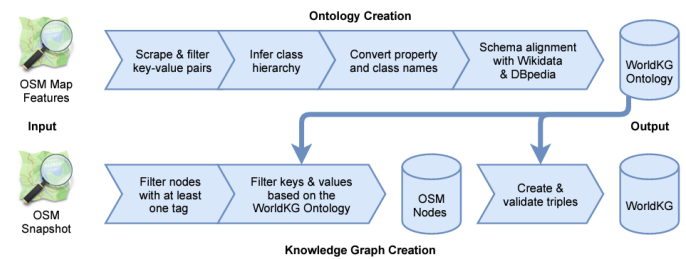 Ontology Creation
Scrape & filter
key-value pairs
Infer class
hierarchy
Convert property
and class names
Schema alignment
with Wikidata
& DBpedia
WorldKG
Ontology
OSM Map
Features
Input
Output
OSM
Snapshot
Filter nodes
with at least
one tag
Filter keys & values
based on the
WorldKG Ontology
OSM
Nodes
Create &
validate triples
WorldKG
Knowledge Graph Creation